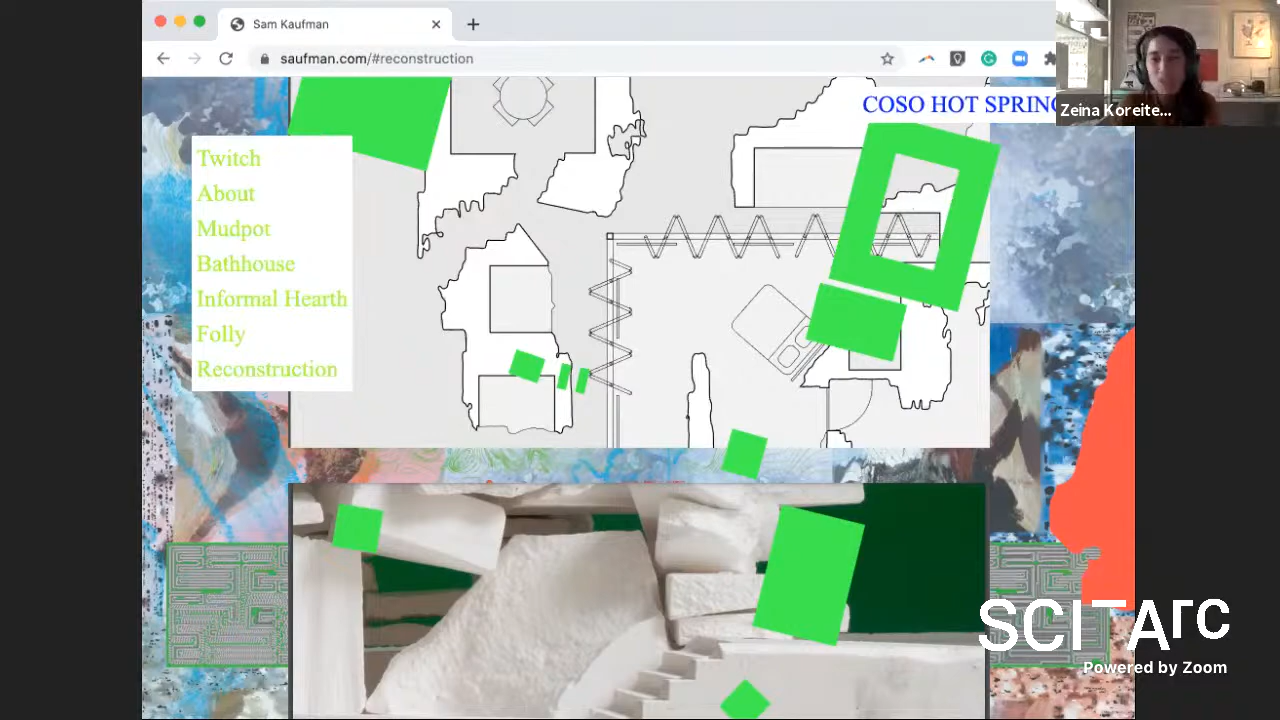 Sam Kaufman
saufman.com/#reconstruction
COSO HOT SPRING
Zeina Koreite...
Twitch
About
Mudpot
Bathhouse
Informal Hearth
Folly
Reconstruction
SCI-Arc
Powered by Zoom